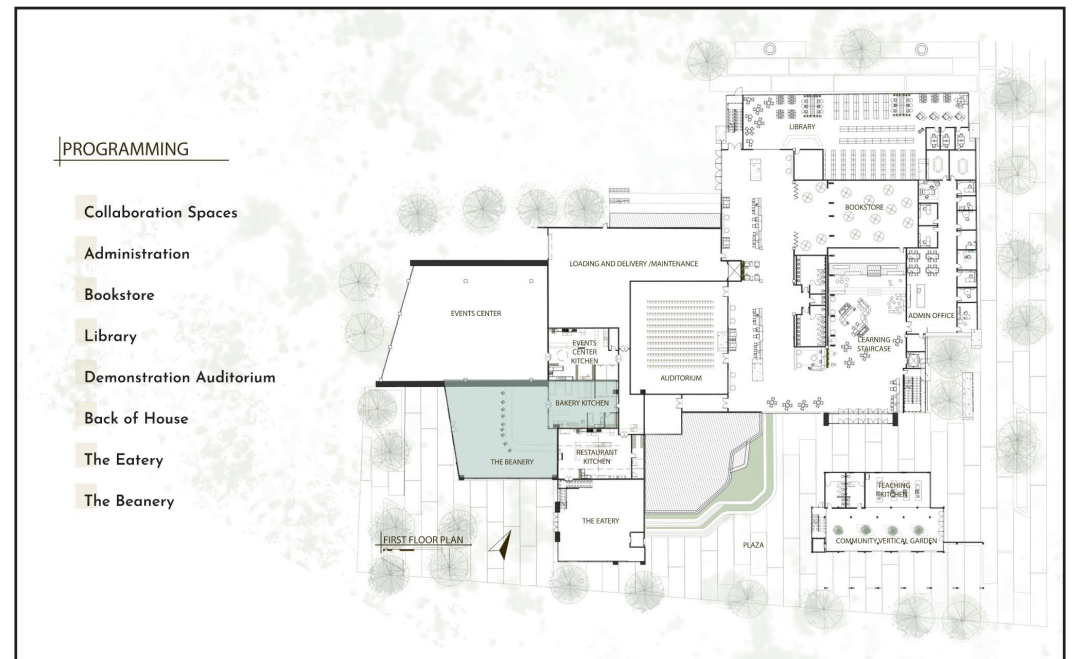 PROGRAMMING
Collaboration Spaces
Administration
Bookstore
Library
Demonstration Auditorium
Back of House
The Eatery
The Beanery
LIBRARY
BOOKSTORE
LOADING AND DELIVERY /MAINTENANCE
EVENTS CENTER
ADMIN OFFICE
EVENTS
CENTER
KITCHEN
LEARNING
STAIRCASE
AUDITORIUM
BAKERY KITCHEN
RESTAURANT
KITCHEN
THE BEANERY
TEACHING
KITCHEN
THE EATERY
FIRST FLOOR PLAN
PLAZA
COMMUNITY VERTICAL GARDEN